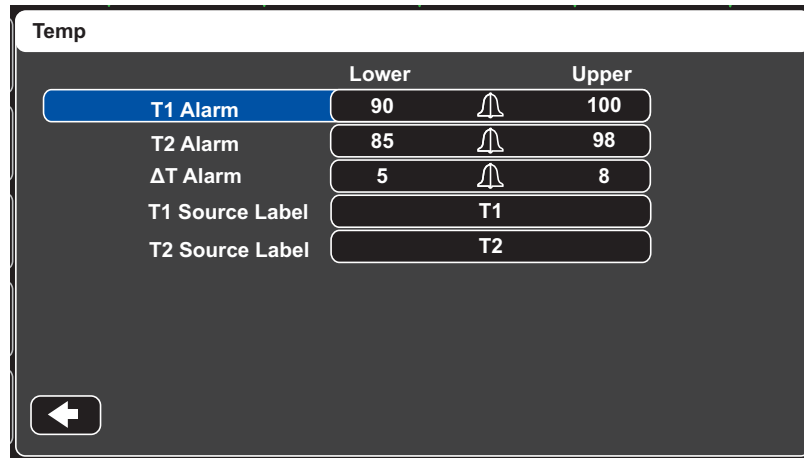 Temp
Lower Upper
T1 Alarm 90 100
T2 Alarm 85 98
ΔT Alarm 5 8
T1 Source Label T1
T2 Source Label T2